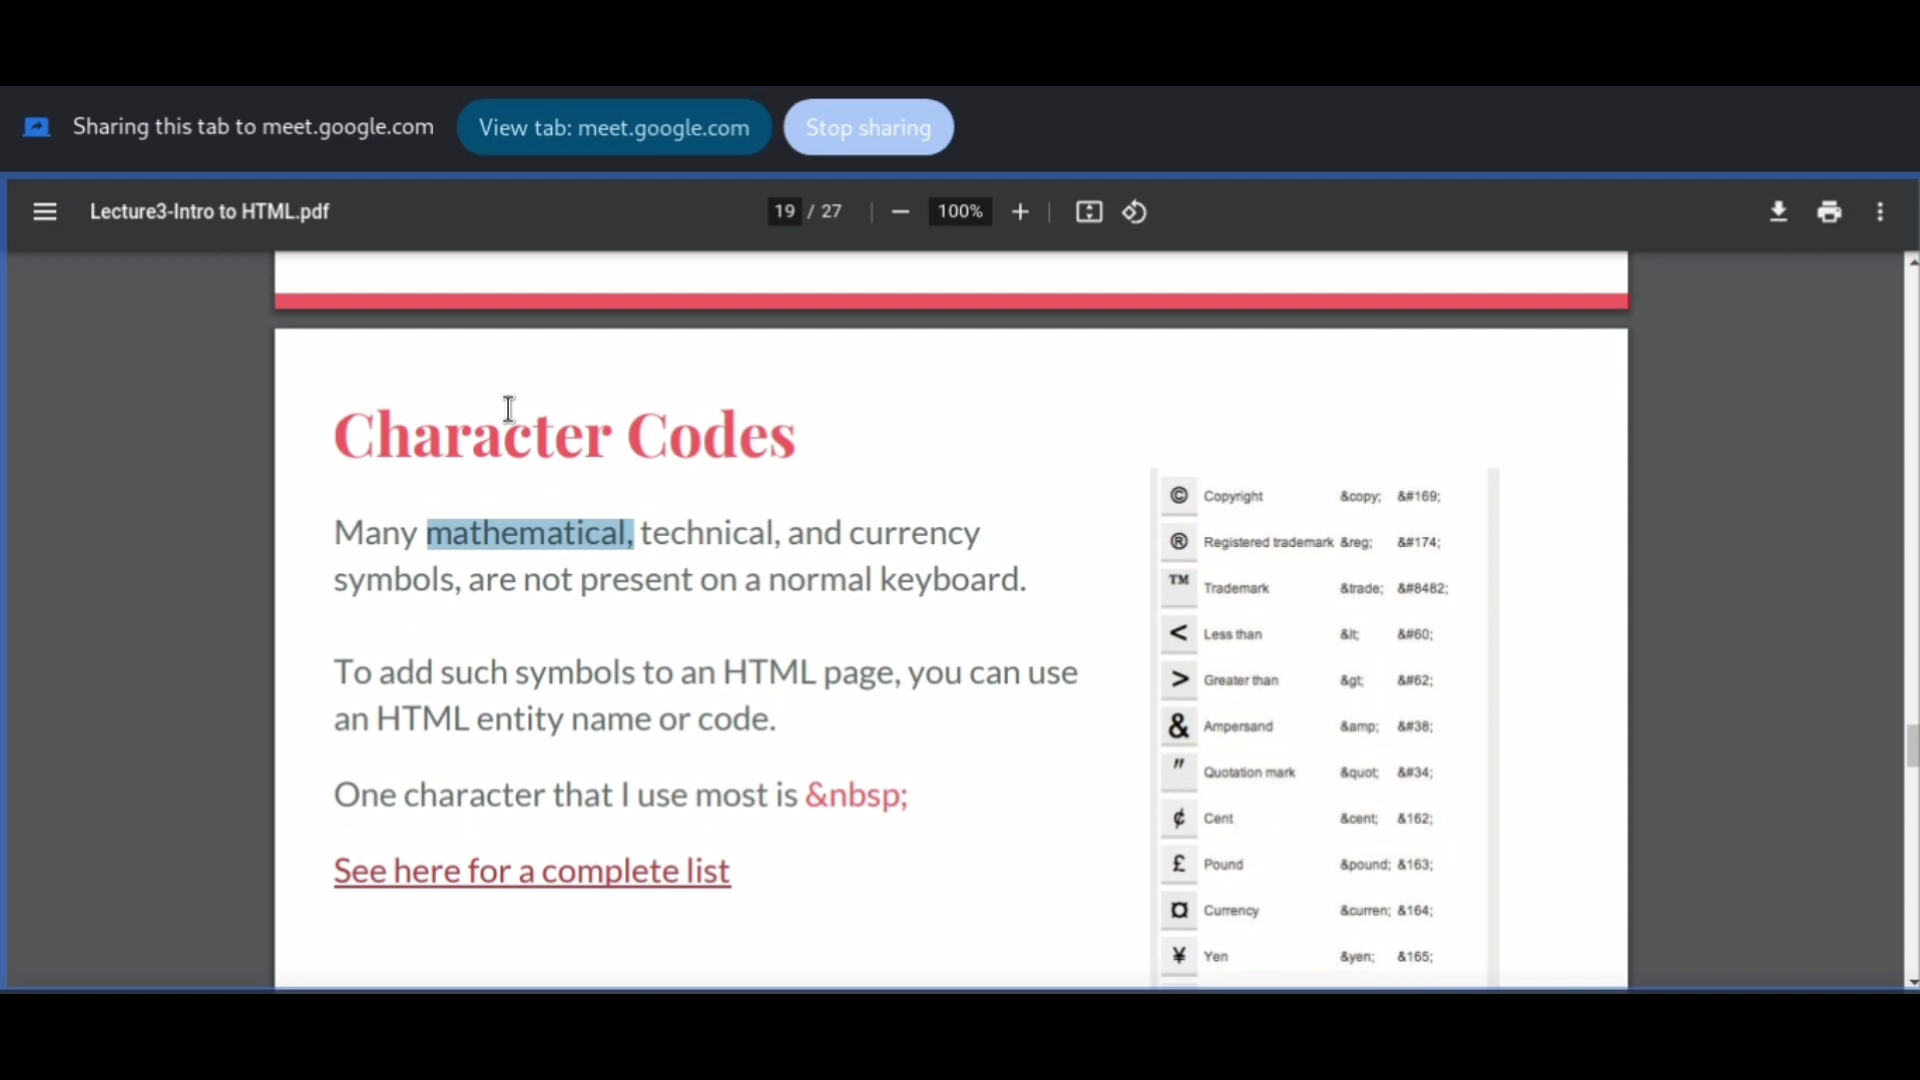 Sharing this tab to meet.google.com
View tab: meet.google.com
Stop sharing
Lecture3-Intro to HTML.pdf
19 / 27
100%
Character Codes
Many mathematical, technical, and currency
symbols, are not present on a normal keyboard.
To add such symbols to an HTML page, you can use
an HTML entity name or code.
One character that I use most is &nbsp;
See here for a complete list
© Copyright &copy; &#169;
® Registered trademark &reg; &#174;
™ Trademark &trade; &#8482;
< Less than &lt; &#60;
> Greater than &gt; &#62;
& Ampersand &amp; &#38;
" Quotation mark &quot; &#34;
¢ Cent &cent; &162;
£ Pound &pound; &163;
¤ Currency &curren; &164;
¥ Yen &yen; &165;